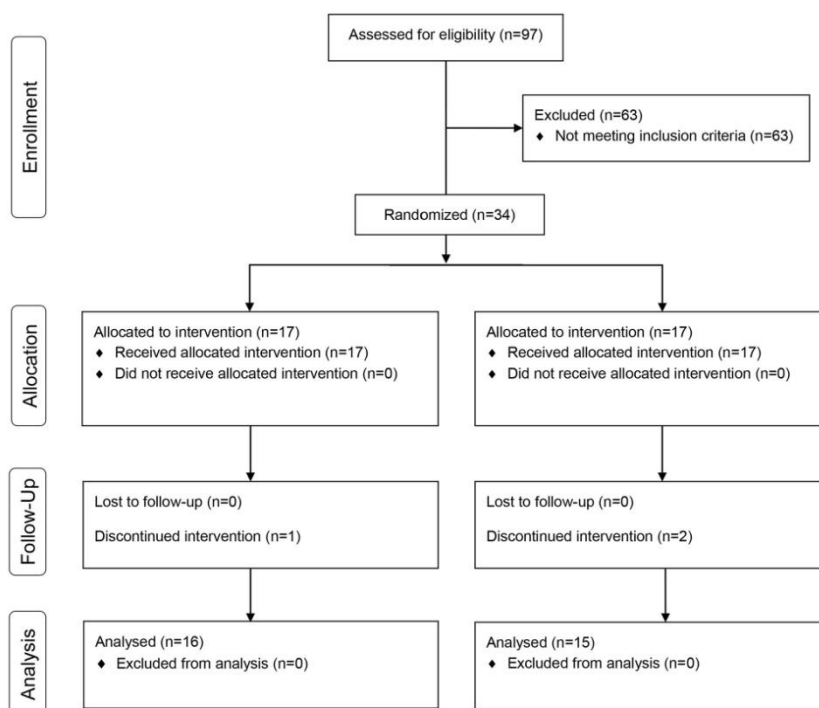 Enrollment
Assessed for eligibility (n=97)
Excluded (n=63)
♦ Not meeting inclusion criteria (n=63)
Randomized (n=34)
Allocation
Allocated to intervention (n=17)
♦ Received allocated intervention (n=17)
♦ Did not receive allocated intervention (n=0)
Allocated to intervention (n=17)
♦ Received allocated intervention (n=17)
♦ Did not receive allocated intervention (n=0)
Follow-Up
Lost to follow-up (n=0)
Discontinued intervention (n=1)
Lost to follow-up (n=0)
Discontinued intervention (n=2)
Analysis
Analysed (n=16)
♦ Excluded from analysis (n=0)
Analysed (n=15)
♦ Excluded from analysis (n=0)